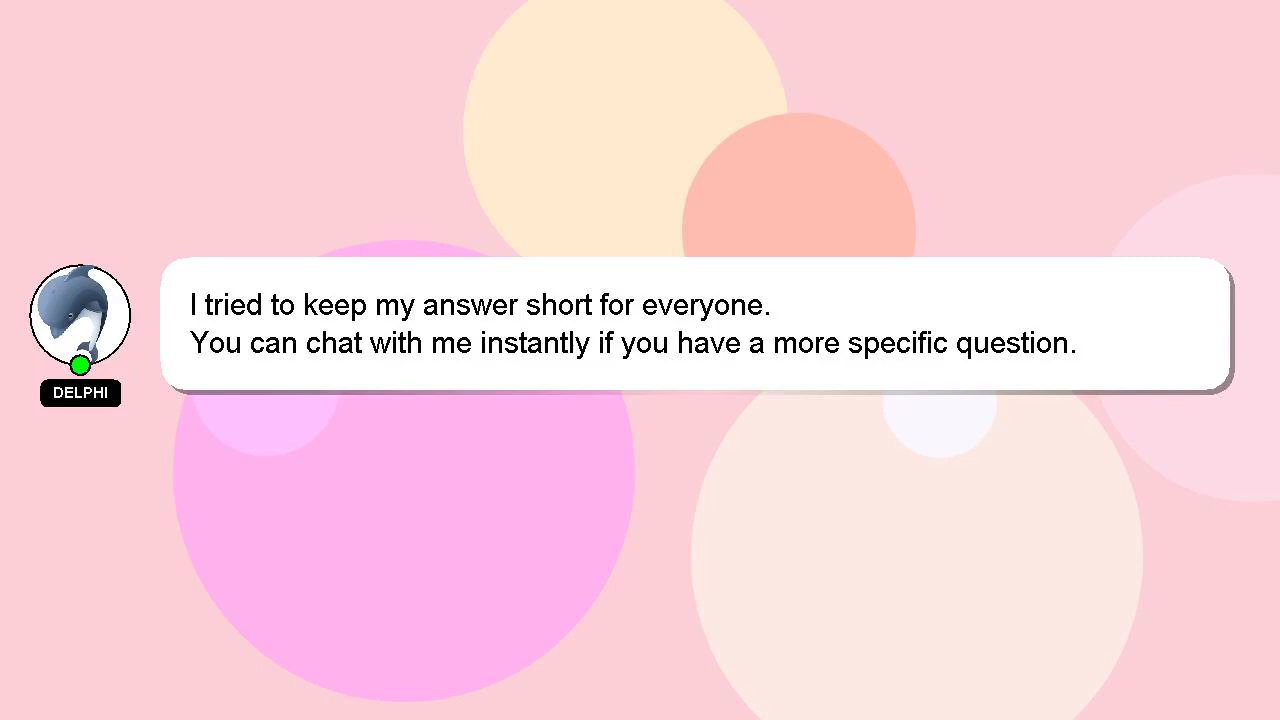 I tried to keep my answer short for everyone.
You can chat with me instantly if you have a more specific question.
DELPHI